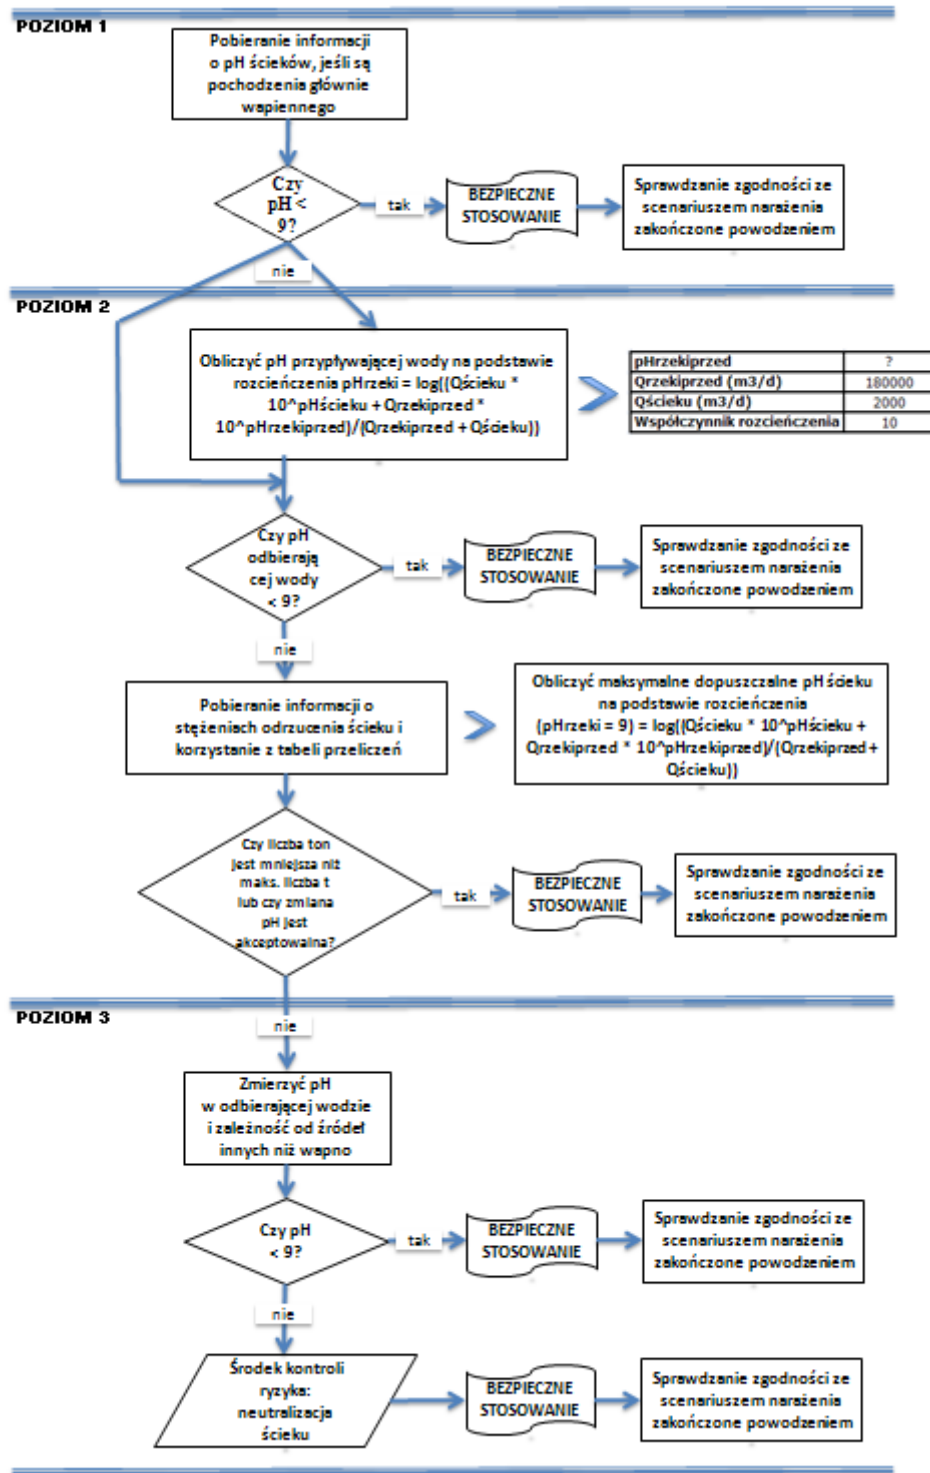 POZIOM 1
Pobieranie informacji
o pH ścieków, jeśli są
pochodzenia głównie
wapiennego
Czy
pH <
9?
tak
BEZPIECZNE
STOSOWANIE
Sprawdzanie zgodności ze
scenariuszem narażenia
zakończone powodzeniem
nie
POZIOM 2
Obliczyć pH przypływającej wody na podstawie
rozcieńczenia pHrzeki = log((Qścieku *
10^pHścieku + Qrzekiprzed *
10^pHrzekiprzed)/(Qrzekiprzed + Qścieku))
pHrzekiprzed ?
Qrzekiprzed (m3/d) 180000
Qścieku (m3/d) 2000
Współczynnik rozcieńczenia 10
Czy pH
odbierają
cej wody
< 9?
tak
BEZPIECZNE
STOSOWANIE
Sprawdzanie zgodności ze
scenariuszem narażenia
zakończone powodzeniem
nie
Pobieranie informacji o
stężeniach odrzucenia ścieku i
korzystanie z tabeli przeliczeń
Obliczyć maksymalne dopuszczalne pH ścieku
na podstawie rozcieńczenia
(pHrzeki = 9) = log((Qścieku * 10^pHścieku +
Qrzekiprzed * 10^pHrzekiprzed)/(Qrzekiprzed +
Qścieku))
Czy liczba ton
jest mniejsza niż
maks. liczba t
lub czy zmiana
pH jest
akceptowalna?
tak
BEZPIECZNE
STOSOWANIE
Sprawdzanie zgodności ze
scenariuszem narażenia
zakończone powodzeniem
POZIOM 3
nie
Zmierzyć pH
w odbierającej wodzie
i zależność od źródeł
innych niż wapno
Czy pH
< 9?
tak
BEZPIECZNE
STOSOWANIE
Sprawdzanie zgodności ze
scenariuszem narażenia
zakończone powodzeniem
nie
Środek kontroli
ryzyka:
neutralizacja
ścieku
BEZPIECZNE
STOSOWANIE
Sprawdzanie zgodności ze
scenariuszem narażenia
zakończone powodzeniem